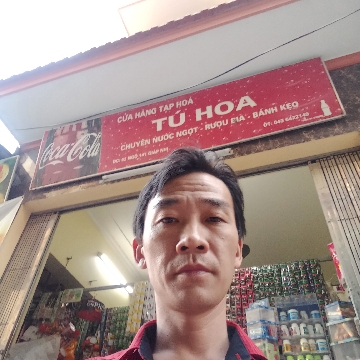 CỬA HÀNG TẠP HOÁ
TÚ HOA
CHUYÊN NƯỚC NGỌT - RƯỢU BIA - BÁNH KẸO
Coca-Cola